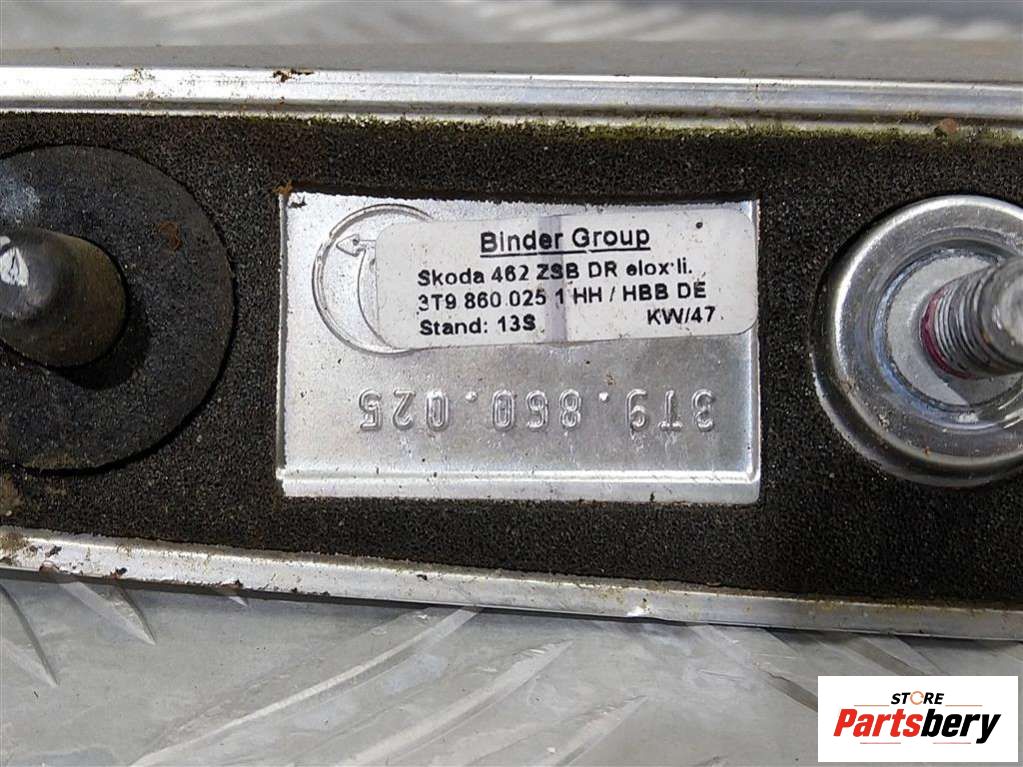 Binder Group
Skoda 462 ZSB DR elox li.
3T9 860 025 1 HH / HBB DE
Stand: 13S KW/47
3T9.860.025
STORE
Partsbery